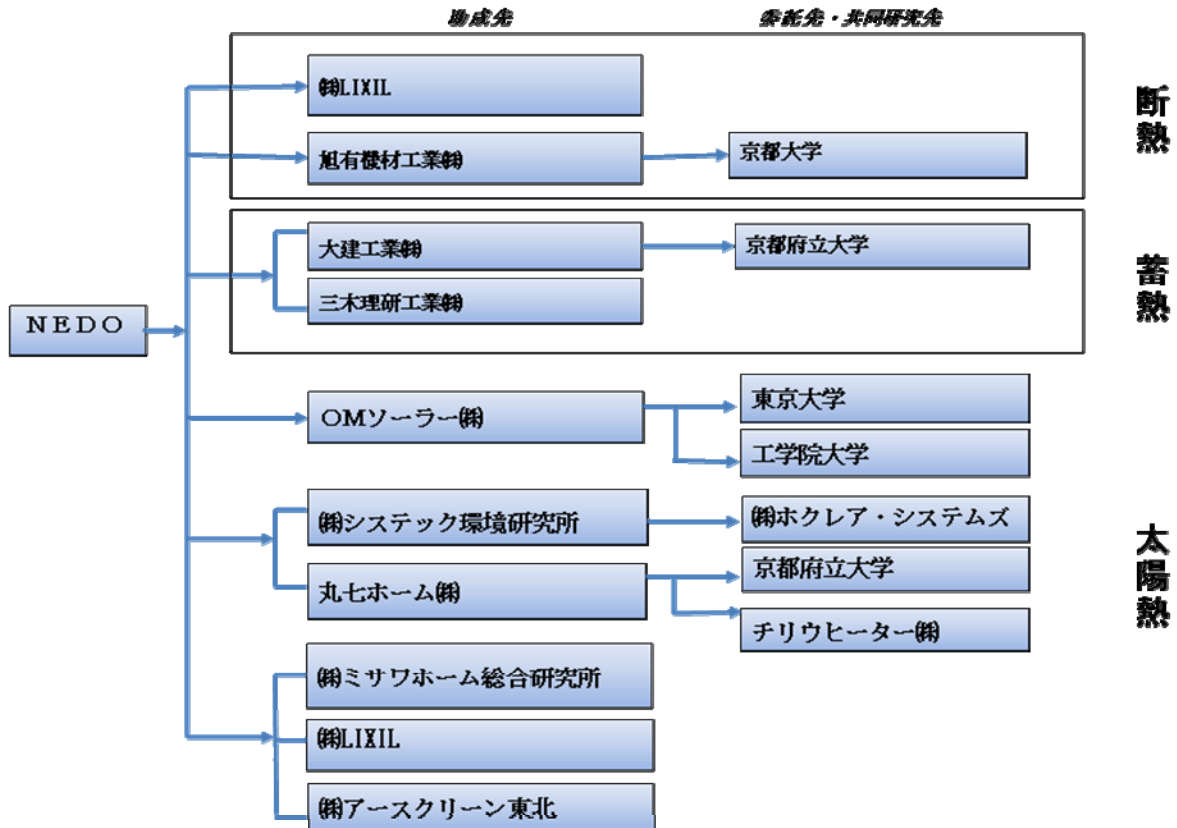 助成先
委託先・共同研究先
㈱LIXIL
旭有機材工業㈱
京都大学
断熱
大建工業㈱
京都府立大学
三木理研工業㈱
蓄熱
NEDO
OMソーラー㈱
東京大学
工学院大学
㈱システック環境研究所
㈱ホクレア・システムズ
丸七ホーム㈱
京都府立大学
チリウヒーター㈱
太陽熱
㈱ミサワホーム総合研究所
㈱LIXIL
㈱アースクリーン東北